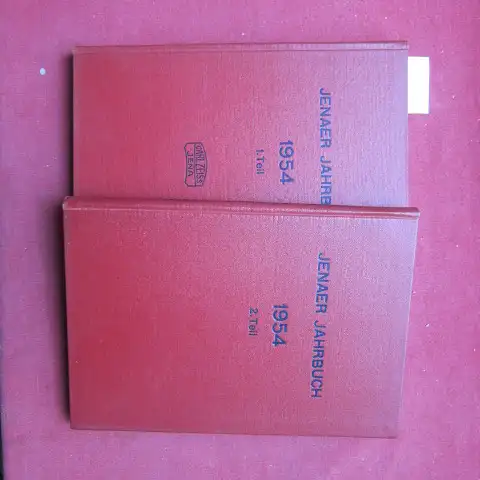 JENAER JAHRB
1954
1. Teil
CARL ZEISS
JENA
JENAER JAHRBUCH
1954
2. Teil